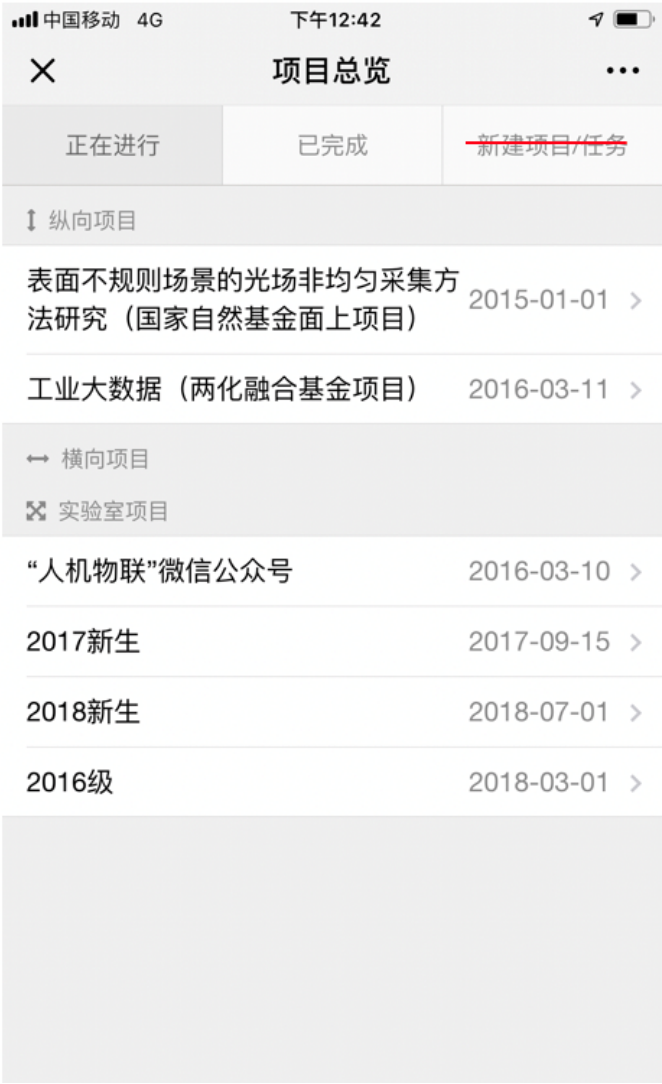 中国移动 4G 下午12:42
项目总览
正在进行 已完成 新建项目/任务
纵向项目
表面不规则场景的光场非均匀采集方
法研究（国家自然基金面上项目） 2015-01-01
工业大数据（两化融合基金项目） 2016-03-11
横向项目
实验室项目
“人机物联”微信公众号 2016-03-10
2017新生 2017-09-15
2018新生 2018-07-01
2016级 2018-03-01